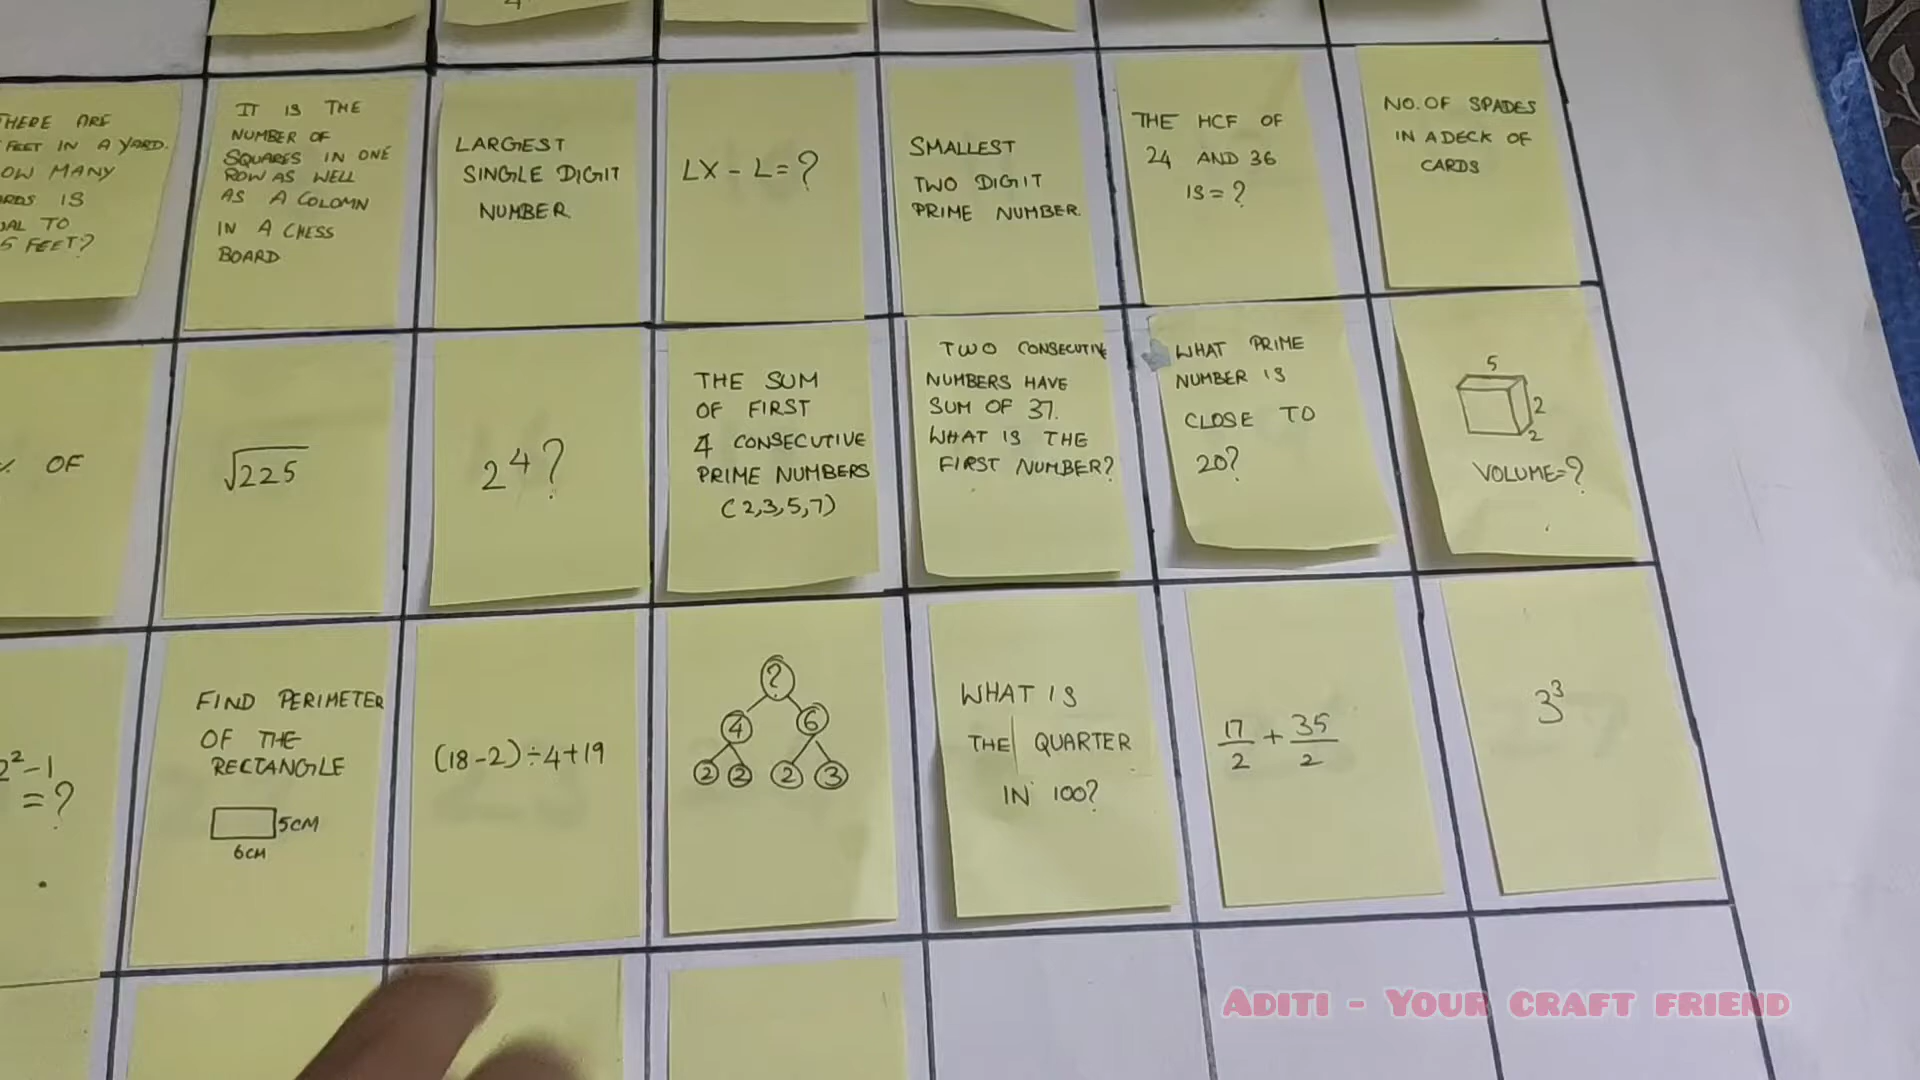 4
THERE ARE
FEET IN A YARD.
OW MANY
ARDS IS
UAL TO
5 FEET?
IT IS THE
NUMBER OF
SQUARES IN ONE
ROW AS WELL
AS A COLOMN
IN A CHESS
BOARD
LARGEST
SINGLE DIGIT
NUMBER
LX - L = ?
SMALLEST
TWO DIGIT
PRIME NUMBER.
THE HCF OF
24 AND 36
IS = ?
NO. OF SPADES
IN A DECK OF
CARDS
% OF
√225
2⁴?
THE SUM
OF FIRST
4 CONSECUTIVE
PRIME NUMBERS
(2,3,5,7)
TWO CONSECUTIVE
NUMBERS HAVE
SUM OF 37.
WHAT IS THE
FIRST NUMBER?
WHAT PRIME
NUMBER IS
CLOSE TO
20?
5
2
2
VOLUME=?
2²-1
=?
FIND PERIMETER
OF THE
RECTANGLE
5CM
6CM
(18-2)÷4+19
?
4 6
2 2 2 3
WHAT IS
THE QUARTER
IN 100?
17/2 + 35/2
3³
ADITI - YOUR CRAFT FRIEND